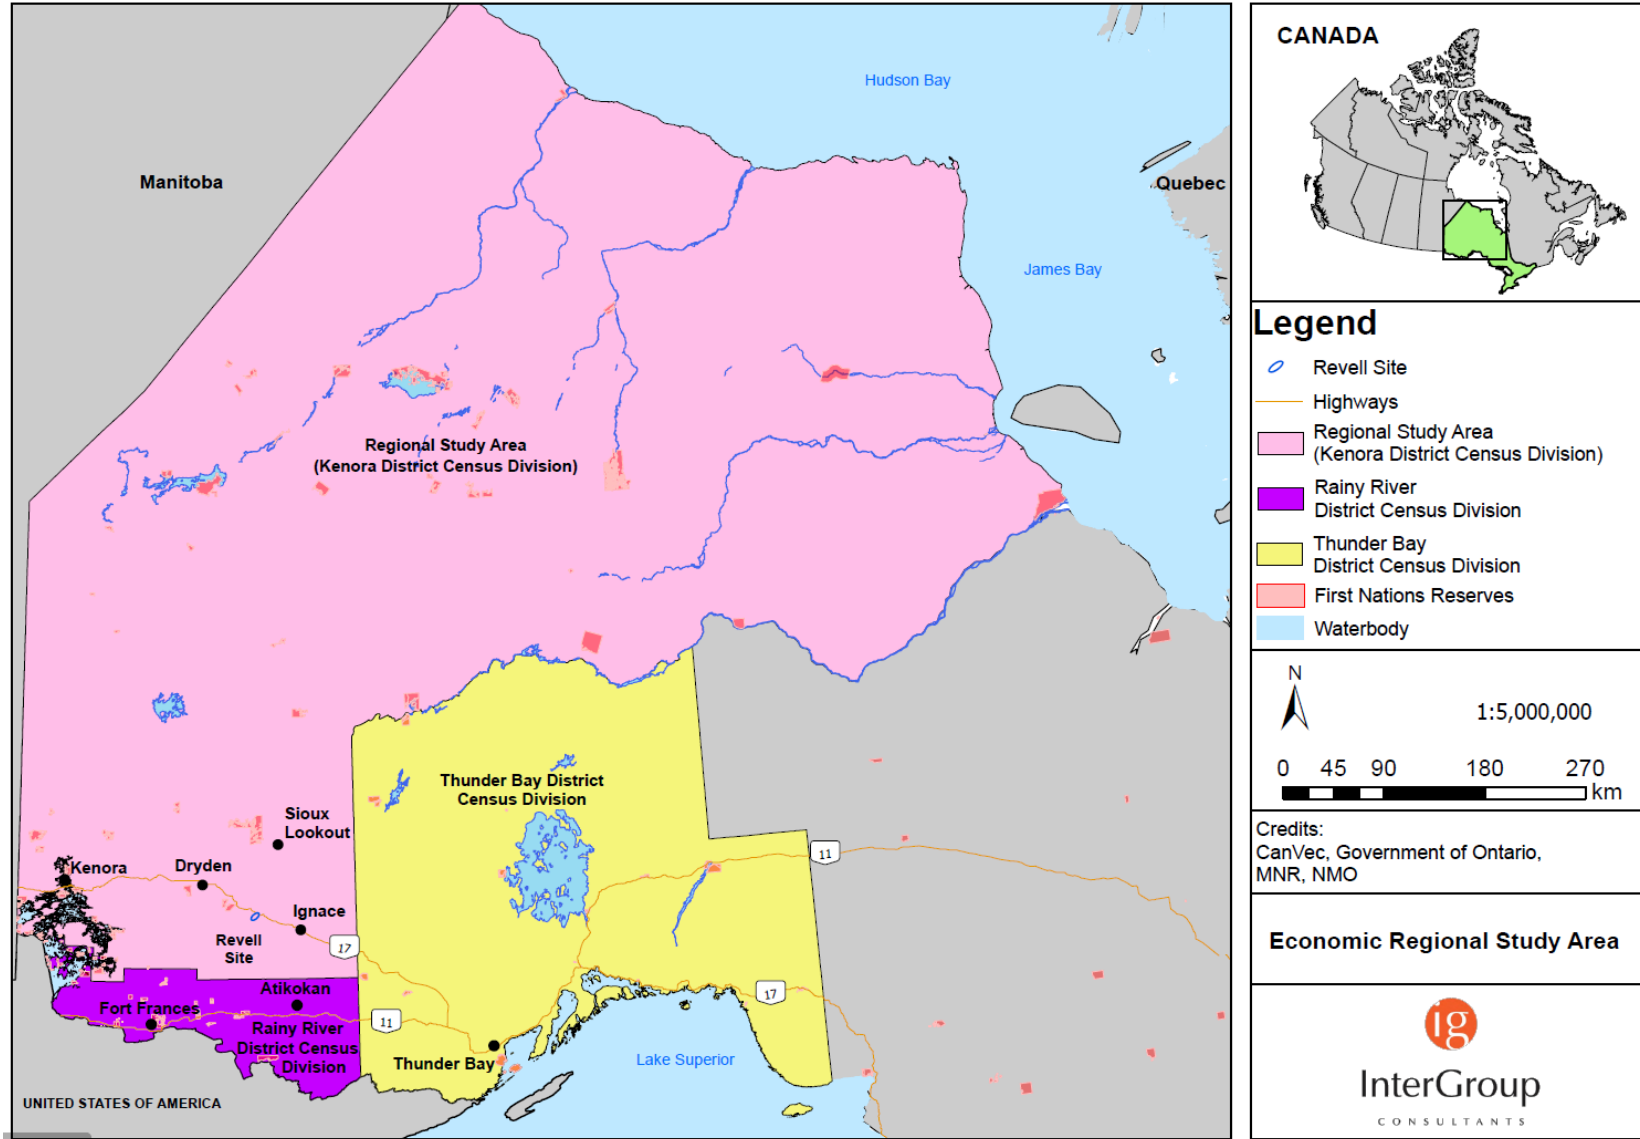 Hudson Bay
Manitoba
Quebec
James Bay
Regional Study Area
(Kenora District Census Division)
Thunder Bay District
Census Division
Sioux
Lookout
Kenora
Dryden
11
Ignace
Revell
Site
17
Atikokan
17
Fort Frances
11
Rainy River
District Census
Division
Thunder Bay
Lake Superior
UNITED STATES OF AMERICA
CANADA
Legend
Revell Site
Highways
Regional Study Area
(Kenora District Census Division)
Rainy River
District Census Division
Thunder Bay
District Census Division
First Nations Reserves
Waterbody
N
1:5,000,000
0 45 90 180 270
km
Credits:
CanVec, Government of Ontario,
MNR, NMO
Economic Regional Study Area
ig
InterGroup
CONSULTANTS